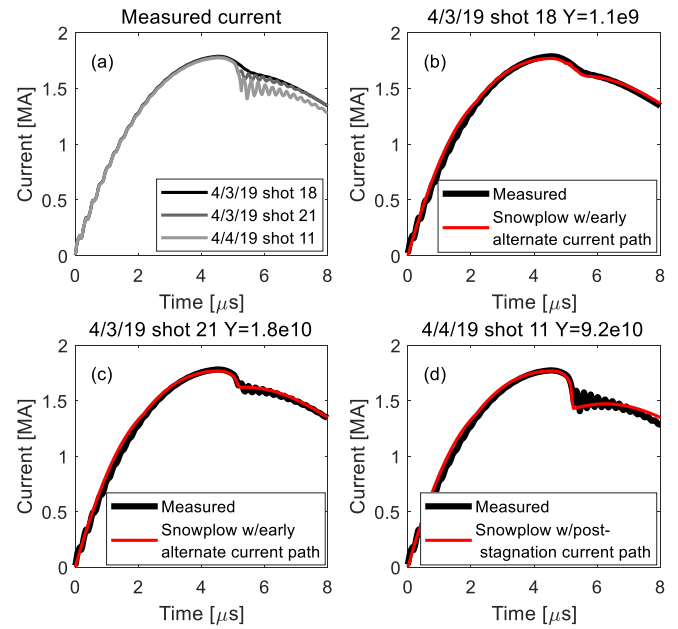 Measured current
2
1.5
1
0.5
0
Current [MA]
(a)
4/3/19 shot 18
4/3/19 shot 21
4/4/19 shot 11
0 2 4 6 8
Time [μs]
4/3/19 shot 18 Y=1.1e9
2
1.5
1
0.5
0
Current [MA]
(b)
Measured
Snowplow w/early
alternate current path
0 2 4 6 8
Time [μs]
4/3/19 shot 21 Y=1.8e10
2
1.5
1
0.5
0
Current [MA]
(c)
Measured
Snowplow w/early
alternate current path
0 2 4 6 8
Time [μs]
4/4/19 shot 11 Y=9.2e10
2
1.5
1
0.5
0
Current [MA]
(d)
Measured
Snowplow w/post-
stagnation current path
0 2 4 6 8
Time [μs]